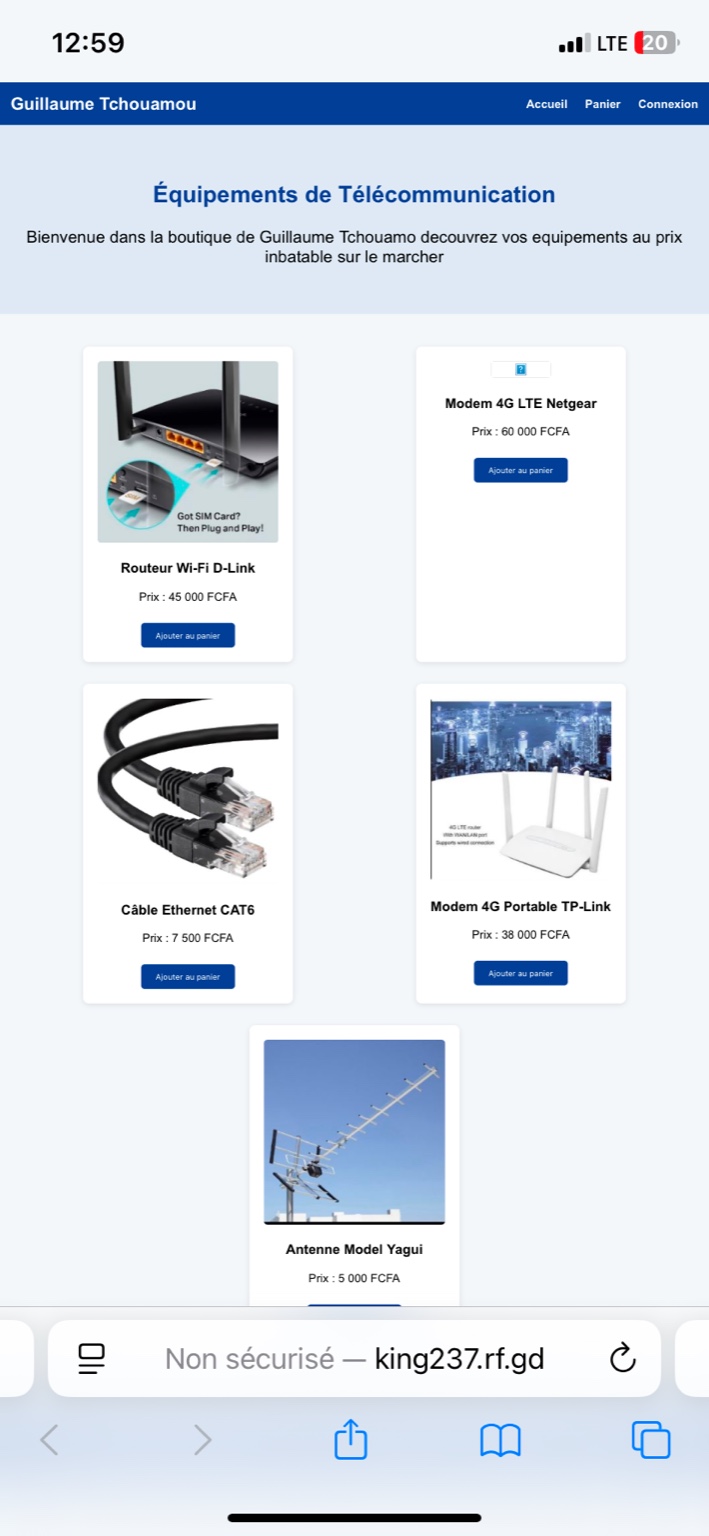 12:59
LTE 20
Guillaume Tchouamou
Accueil Panier Connexion
Équipements de Télécommunication
Bienvenue dans la boutique de Guillaume Tchouamo decouvrez vos equipements au prix
inbatable sur le marcher
SIM
Got SIM Card?
Then Plug and Play!
Routeur Wi-Fi D-Link
Prix : 45 000 FCFA
Ajouter au panier
?
Modem 4G LTE Netgear
Prix : 60 000 FCFA
Ajouter au panier
Câble Ethernet CAT6
Prix : 7 500 FCFA
Ajouter au panier
4G LTE router
With WAN/LAN port
Supports wired connection
Modem 4G Portable TP-Link
Prix : 38 000 FCFA
Ajouter au panier
Antenne Model Yagui
Prix : 5 000 FCFA
Non sécurisé — king237.rf.gd